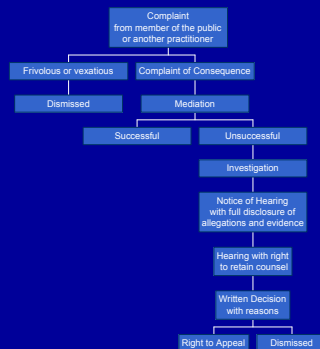 Complaint
from member of the public
or another practitioner
Frivolous or vexatious
Complaint of Consequence
Dismissed
Mediation
Successful
Unsuccessful
Investigation
Notice of Hearing
with full disclosure of
allegations and evidence
Hearing with right
to retain counsel
Written Decision
with reasons
Right to Appeal
Dismissed